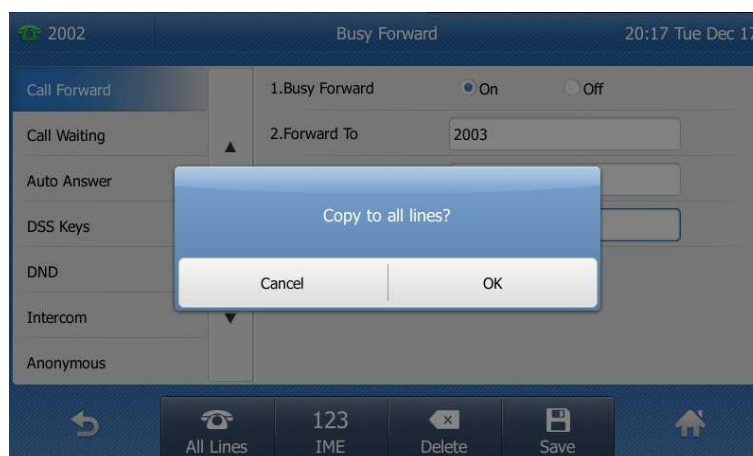 2002 Busy Forward 20:17 Tue Dec 17
Call Forward
Call Waiting
Auto Answer
DSS Keys
DND
Intercom
Anonymous
1.Busy Forward On Off
2.Forward To 2003
Copy to all lines?
Cancel OK
All Lines 123 IME Delete Save